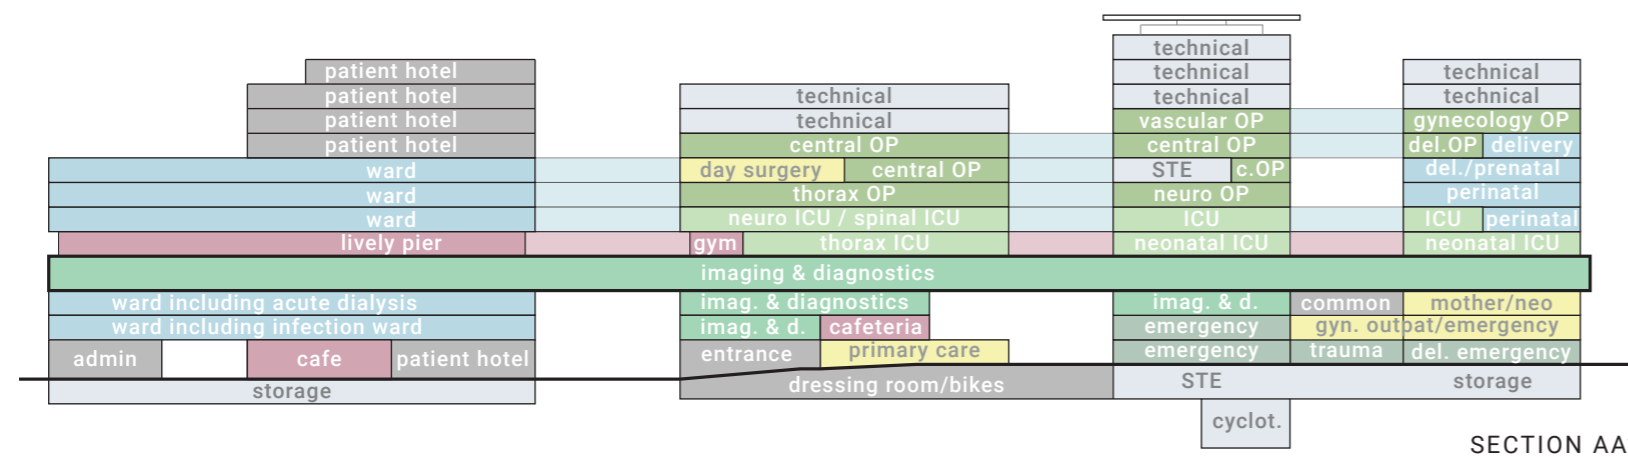 technical
patient hotel technical technical
patient hotel technical technical technical
patient hotel technical vascular OP gynecology OP
patient hotel central OP central OP del.OP delivery
ward day surgery central OP STE c.OP del./prenatal
ward thorax OP neuro OP perinatal
ward neuro ICU / spinal ICU ICU ICU perinatal
lively pier gym thorax ICU neonatal ICU neonatal ICU
imaging & diagnostics
ward including acute dialysis imag. & diagnostics imag. & d. common mother/neo
ward including infection ward imag. & d. cafeteria emergency gyn. outpat/emergency
admin cafe patient hotel entrance primary care emergency trauma del. emergency
storage dressing room/bikes STE storage
cyclot.
SECTION AA